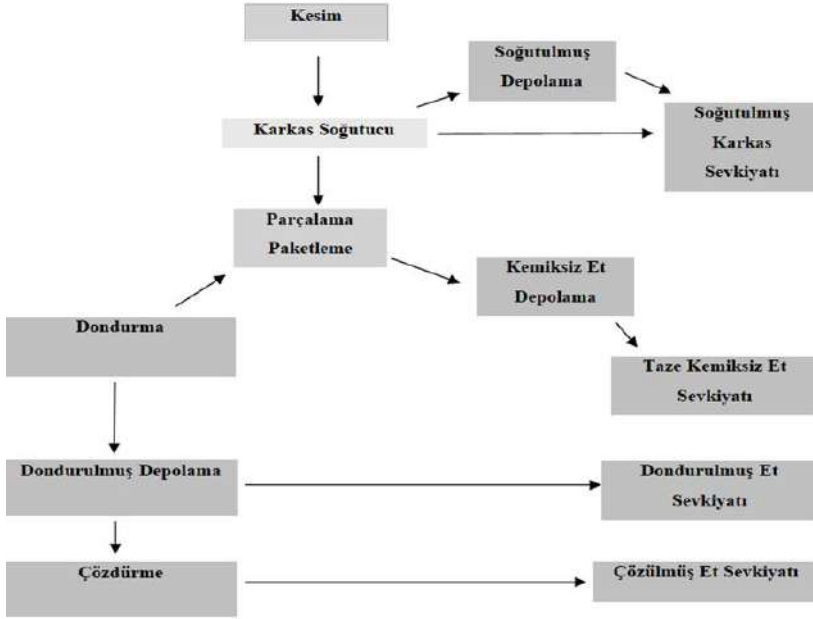 Kesim
Soğutulmuş
Depolama
Karkas Soğutucu
Soğutulmuş
Karkas
Sevkiyatı
Parçalama
Paketleme
Kemiksiz Et
Depolama
Dondurma
Taze Kemiksiz Et
Sevkiyatı
Dondurulmuş Depolama
Dondurulmuş Et
Sevkiyatı
Çözdürme
Çözülmüş Et Sevkiyatı